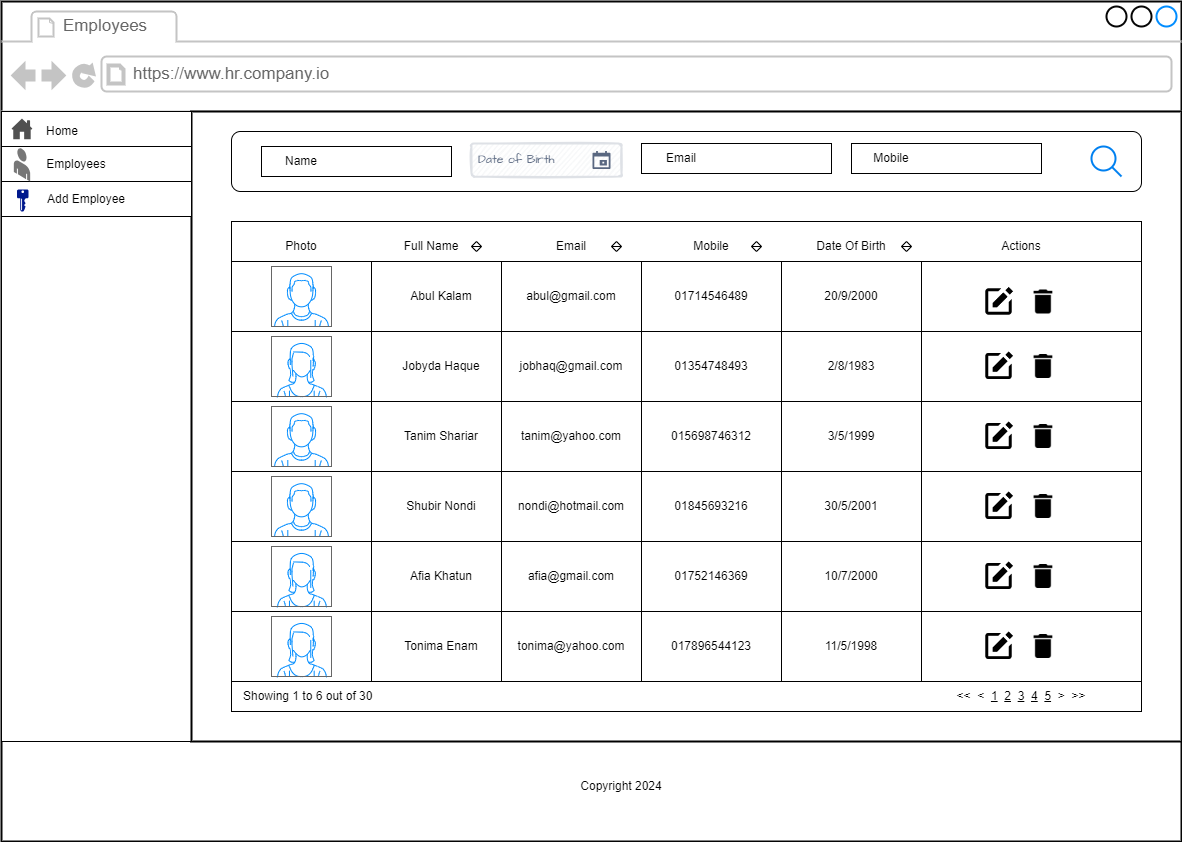 Employees
https://www.hr.company.io
Home
Employees
Add Employee
Name
Date of Birth
Email
Mobile
Photo Full Name Email Mobile Date Of Birth Actions
Abul Kalam abul@gmail.com 01714546489 20/9/2000
Jobyda Haque jobhaq@gmail.com 01354748493 2/8/1983
Tanim Shariar tanim@yahoo.com 015698746312 3/5/1999
Shubir Nondi nondi@hotmail.com 01845693216 30/5/2001
Afia Khatun afia@gmail.com 01752146369 10/7/2000
Tonima Enam tonima@yahoo.com 017896544123 11/5/1998
Showing 1 to 6 out of 30 << < 1 2 3 4 5 > >>
Copyright 2024